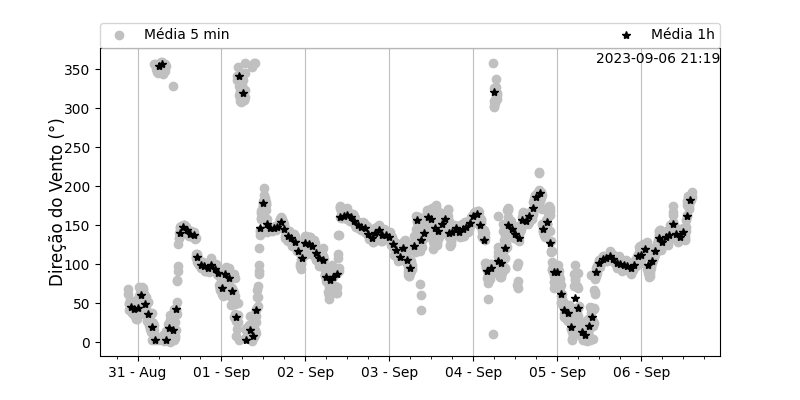 Média 5 min
Média 1h
2023-09-06 21:19
Direção do Vento (°)
350
300
250
200
150
100
50
0
31 - Aug
01 - Sep
02 - Sep
03 - Sep
04 - Sep
05 - Sep
06 - Sep